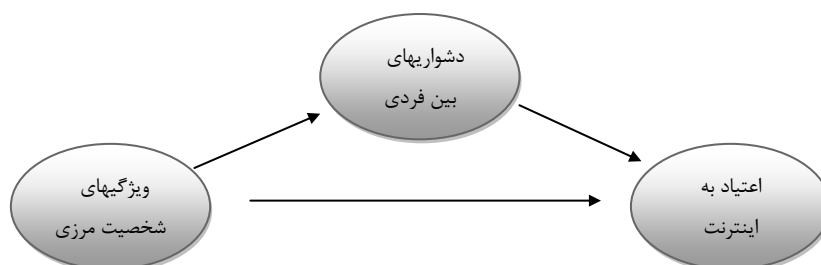 دشواریهای
بین فردی
ویژگیهای
شخصیت مرزی
اعتیاد به
اینترنت